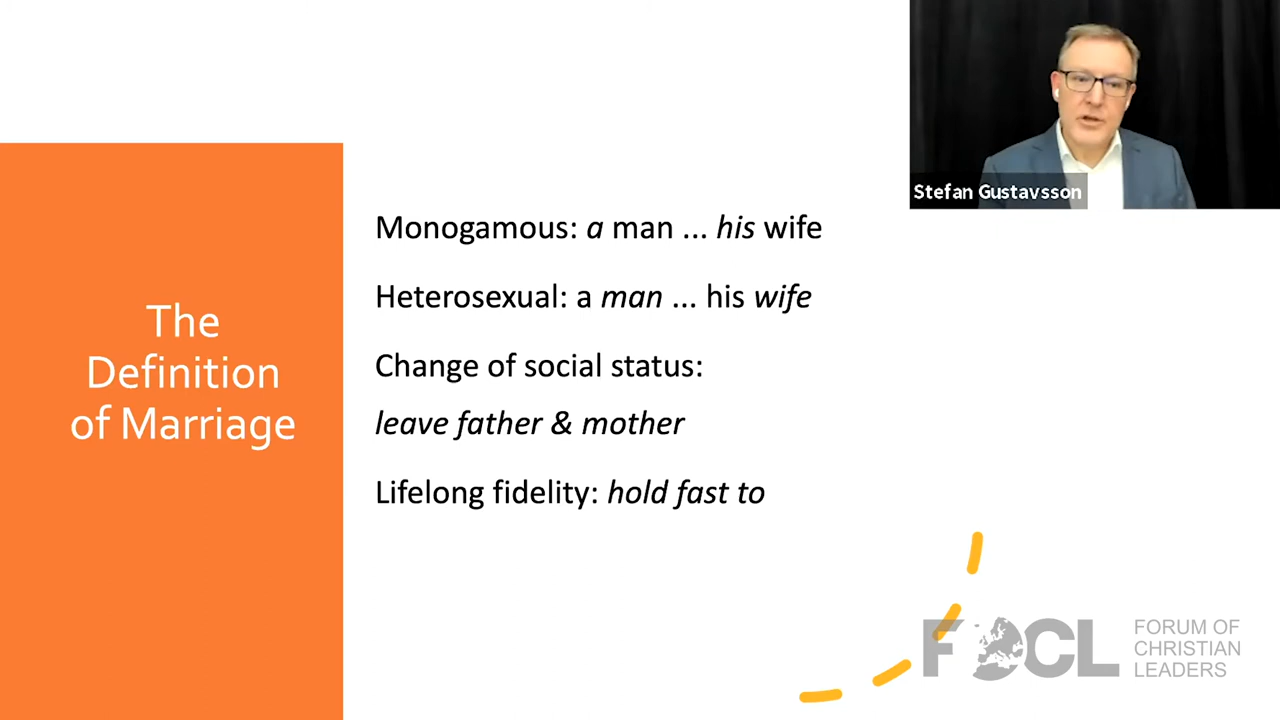 Stefan Gustavsson
The
Definition
of Marriage
Monogamous: a man ... his wife
Heterosexual: a man ... his wife
Change of social status:
leave father & mother
Lifelong fidelity: hold fast to
FOCL
FORUM OF
CHRISTIAN
LEADERS